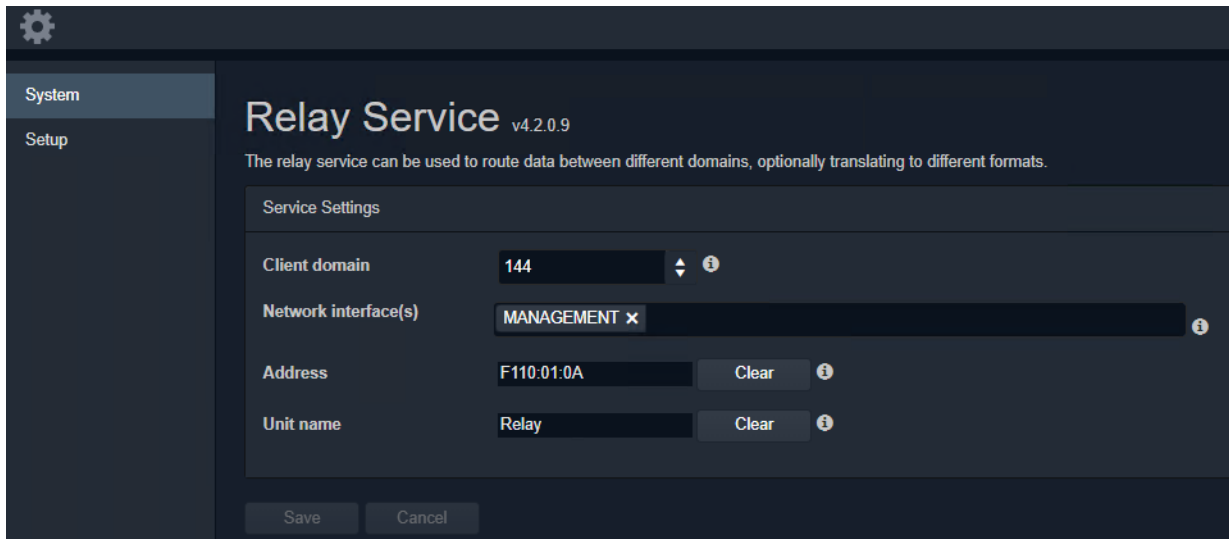 System
Setup
Relay Service v4.2.0.9
The relay service can be used to route data between different domains, optionally translating to different formats.
Service Settings
Client domain 144
Network interface(s) MANAGEMENT ×
Address F110:01:0A Clear
Unit name Relay Clear
Save Cancel